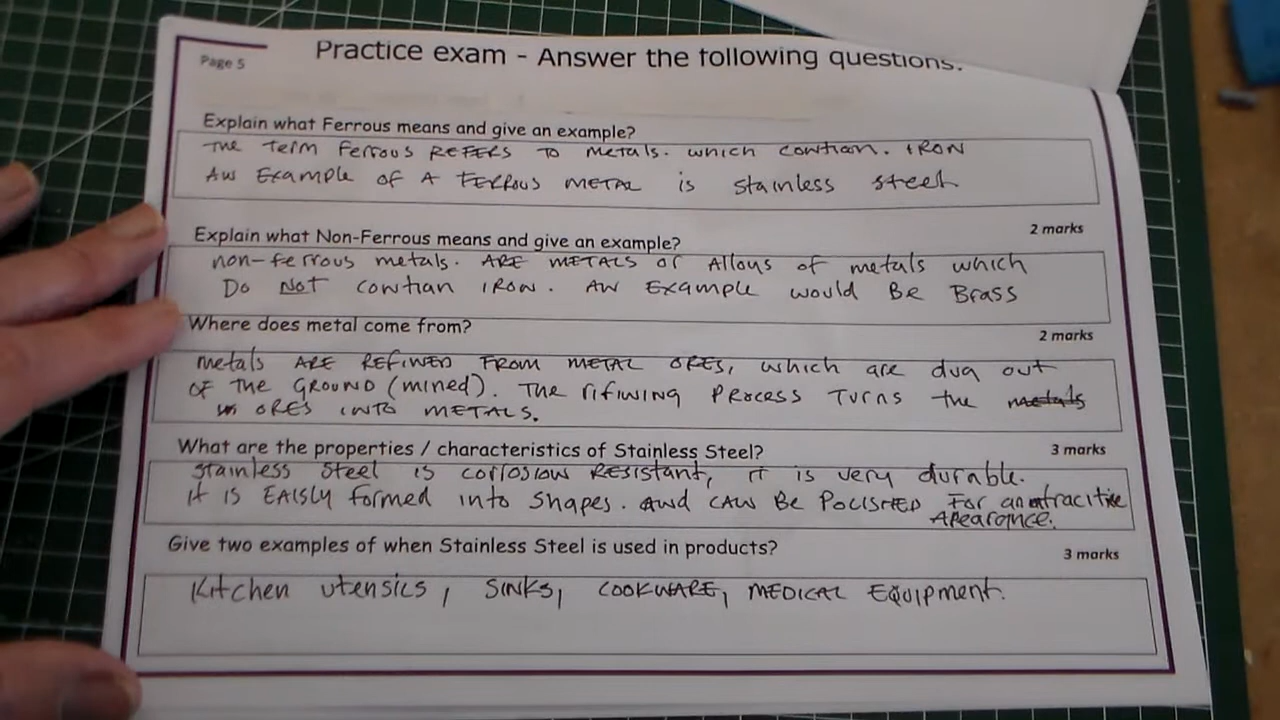 Page 5
Practice exam - Answer the following questions.
Explain what Ferrous means and give an example?
THE Term Ferrous REFERS TO METALS. which contian. IRON
AN Example OF A FERROUS METAL is Stainless steel
2 marks
Explain what Non-Ferrous means and give an example?
non-ferrous metals. ARE METALS or Alloys of metals which
Do Not contian IRON. AN Example would Be Brass
2 marks
Where does metal come from?
metals ARE REFINED FROM METAL ORES, which are dug out
OF THE GROUND (mined). THE rifining PROCESS Turns the metals
ORES INTO METALS.
3 marks
What are the properties / characteristics of Stainless Steel?
Stainless Steel is corrosion RESISTANT, IT is very durable.
it is EAISLY formed into Shapes. And CAN BE POLISHED For an attracitive
APearance.
3 marks
Give two examples of when Stainless Steel is used in products?
Kitchen utensils, SINKS, COOKWARE, MEDICAL EQUIPMENT.